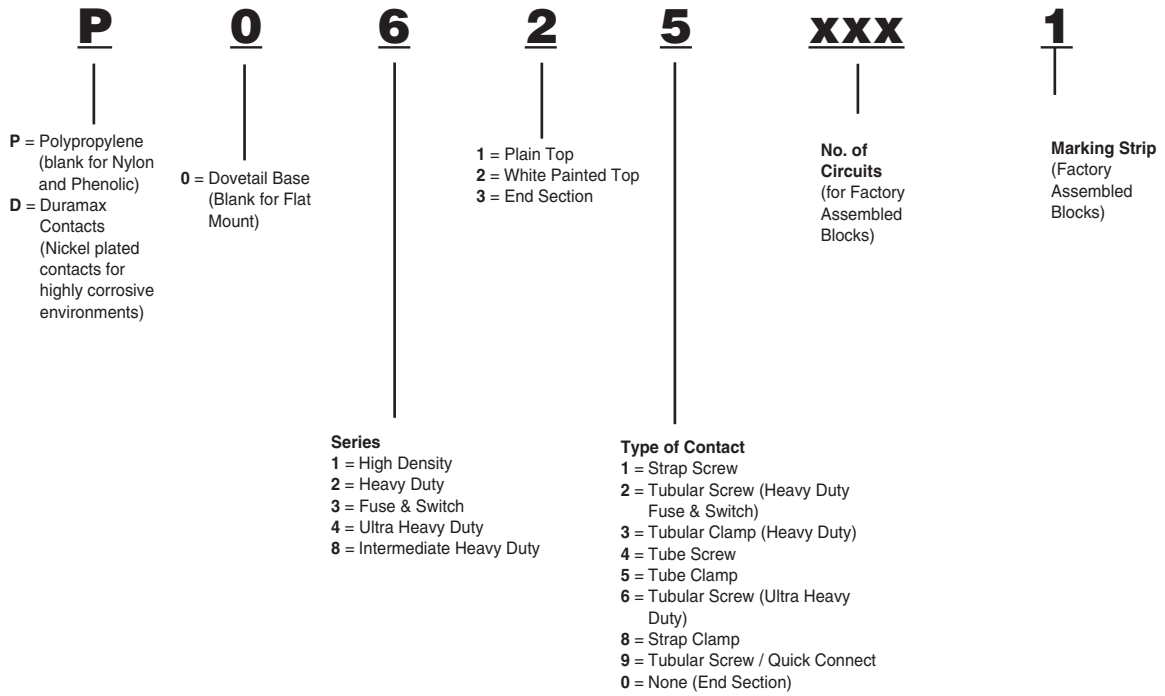 P 0 6 2 5 xxx 1
P = Polypropylene
(blank for Nylon
and Phenolic)
D = Duramax
Contacts
(Nickel plated
contacts for
highly corrosive
environments)
0 = Dovetail Base
(Blank for Flat
Mount)
1 = Plain Top
2 = White Painted Top
3 = End Section
No. of
Circuits
(for Factory
Assembled
Blocks)
Marking Strip
(Factory
Assembled
Blocks)
Series
1 = High Density
2 = Heavy Duty
3 = Fuse & Switch
4 = Ultra Heavy Duty
8 = Intermediate Heavy Duty
Type of Contact
1 = Strap Screw
2 = Tubular Screw (Heavy Duty
Fuse & Switch)
3 = Tubular Clamp (Heavy Duty)
4 = Tube Screw
5 = Tube Clamp
6 = Tubular Screw (Ultra Heavy
Duty)
8 = Strap Clamp
9 = Tubular Screw / Quick Connect
0 = None (End Section)